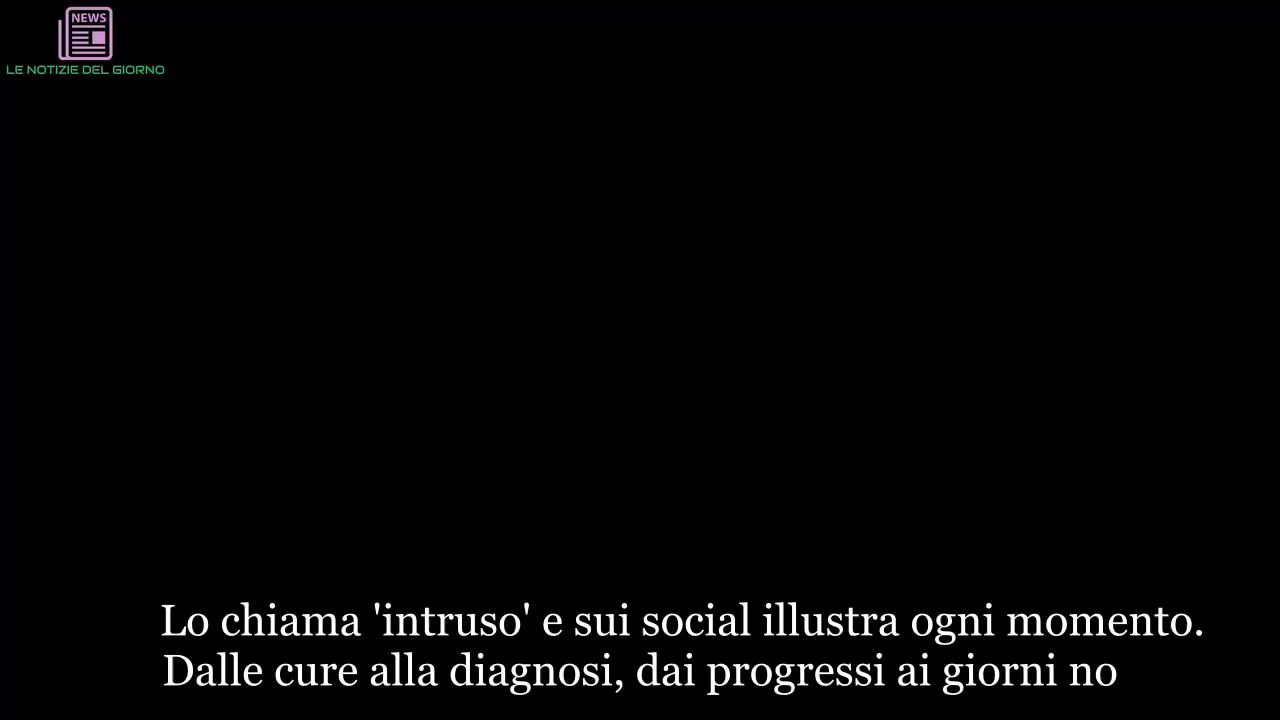 NEWS
LE NOTIZIE DEL GIORNO
Lo chiama 'intruso' e sui social illustra ogni momento.
Dalle cure alla diagnosi, dai progressi ai giorni no